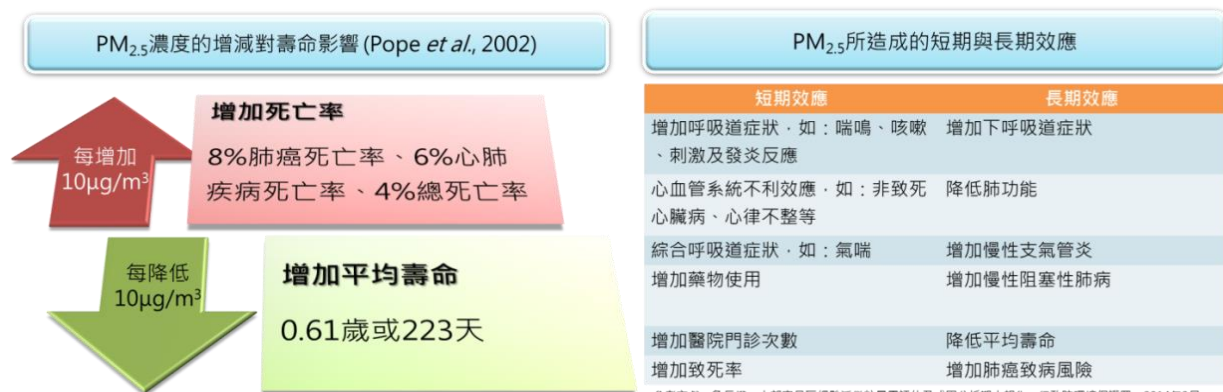 PM2.5濃度的增減對壽命影響(Pope et al., 2002)
每增加
10μg/m³
增加死亡率
8%肺癌死亡率、6%心肺
疾病死亡率、4%總死亡率
每降低
10μg/m³
增加平均壽命
0.61歲或223天
PM2.5所造成的短期與長期效應
短期效應 長期效應
增加呼吸道症狀，如：喘鳴、咳嗽 增加下呼吸道症狀
、刺激及發炎反應
心血管系統不利效應，如：非致死 降低肺功能
心臟病、心律不整等
綜合呼吸道症狀，如：氣喘 增加慢性支氣管炎
增加藥物使用 增加慢性阻塞性肺病
增加醫院門診次數 降低平均壽命
增加致死率 增加肺癌致病風險